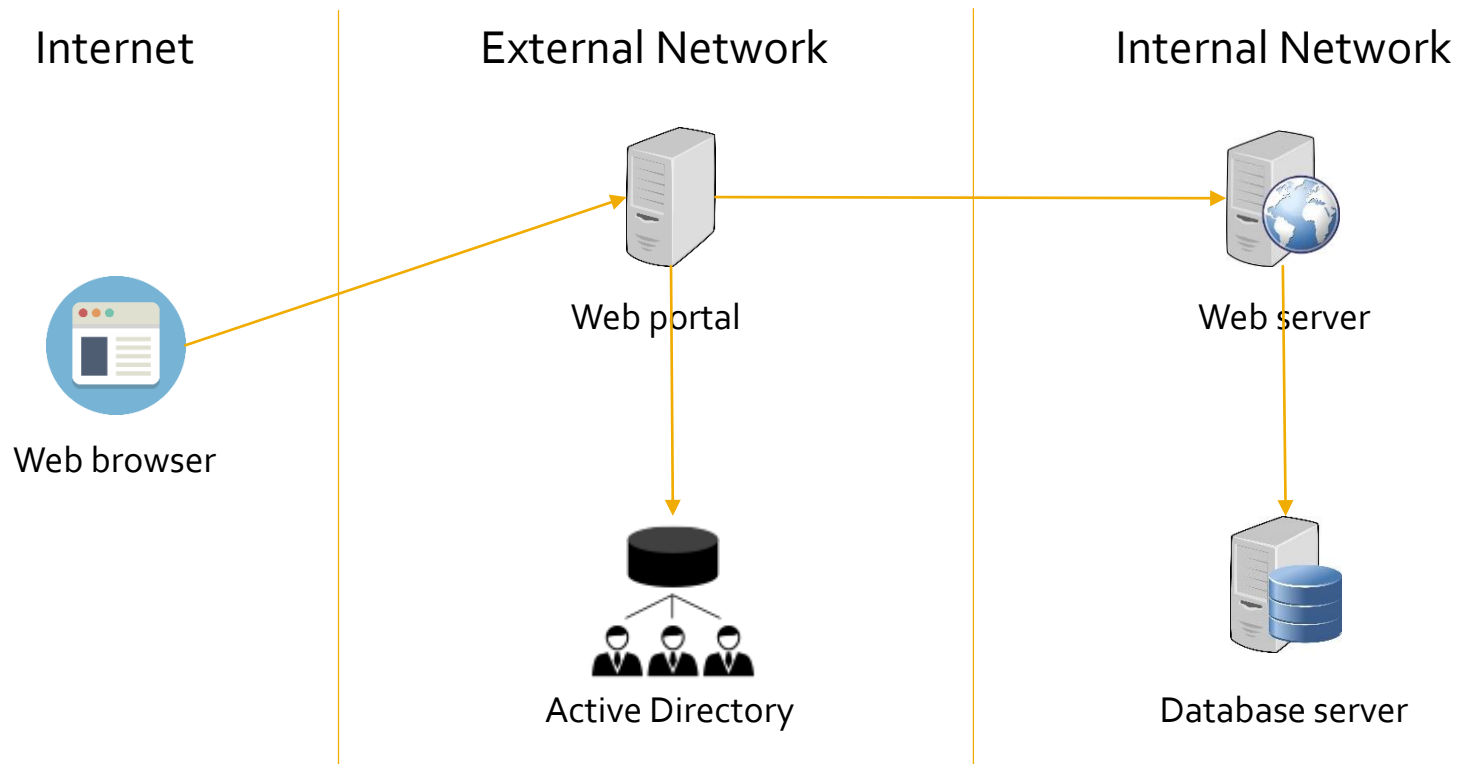 Internet
External Network
Internal Network
Web portal
Web server
Web browser
Active Directory
Database server